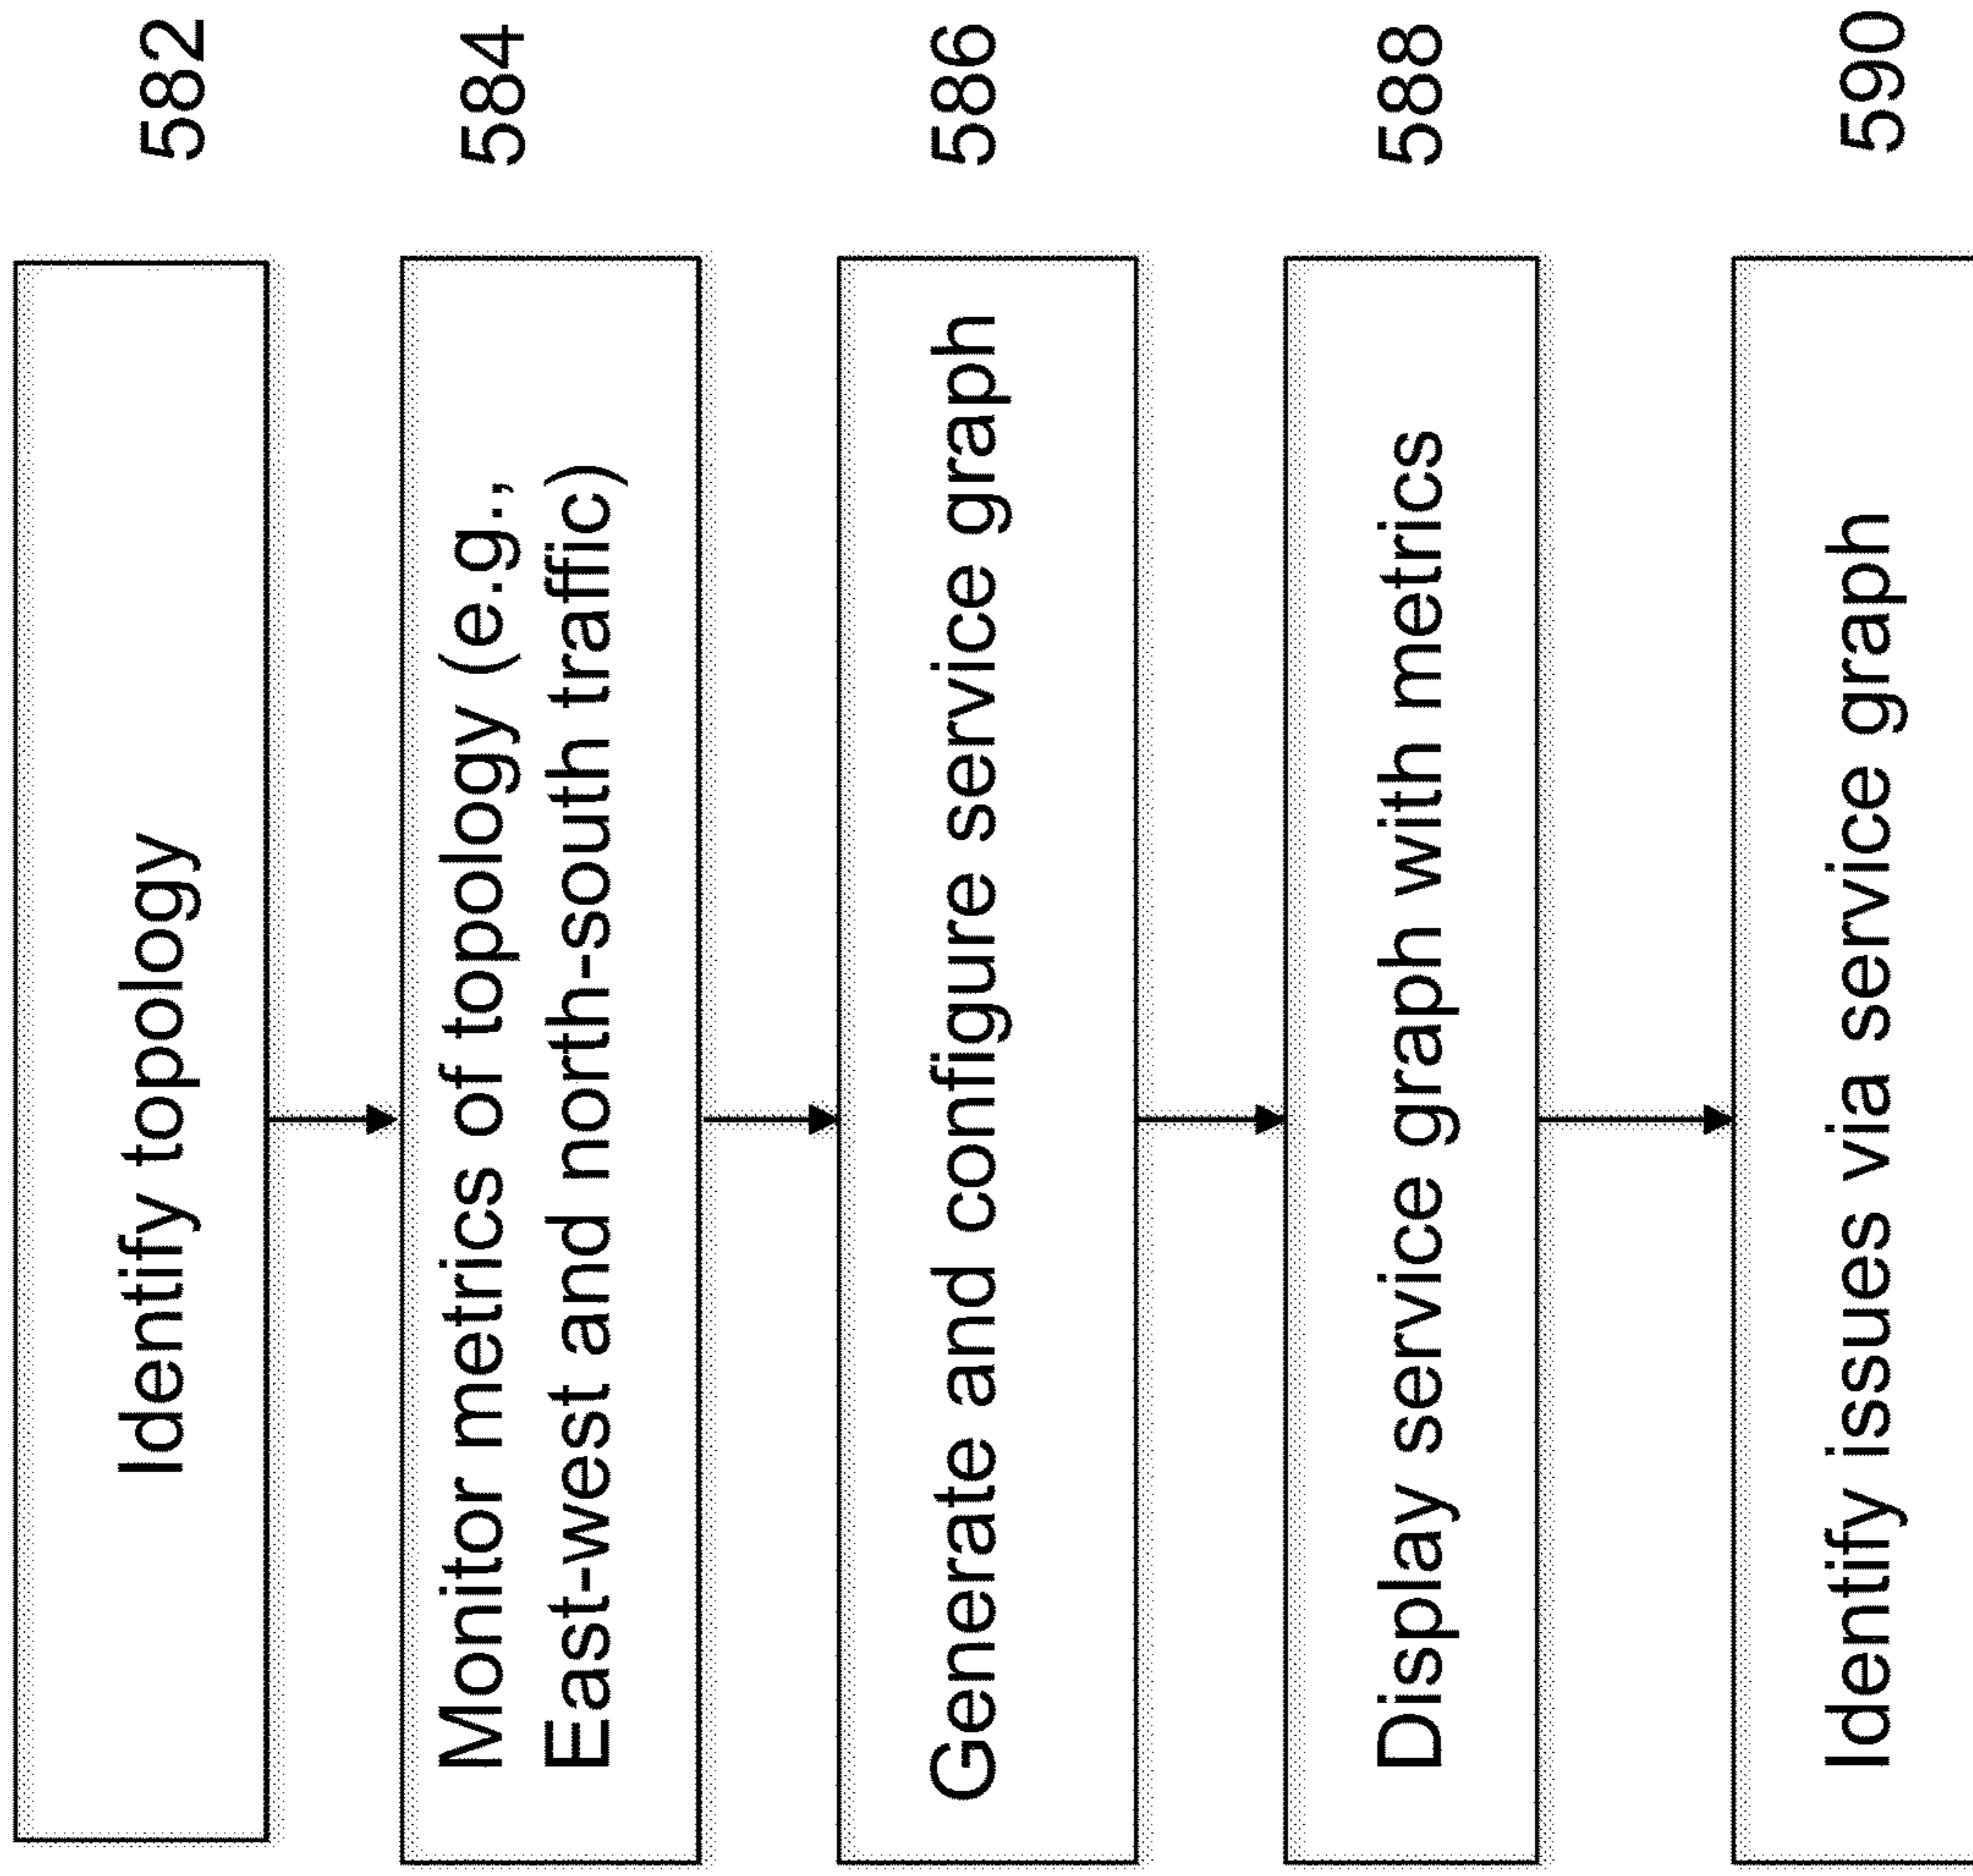 Identify topology
582
Monitor metrics of topology (e.g.,
East-west and north-south traffic)
584
Generate and configure service graph
586
Display service graph with metrics
588
Identify issues via service graph
590